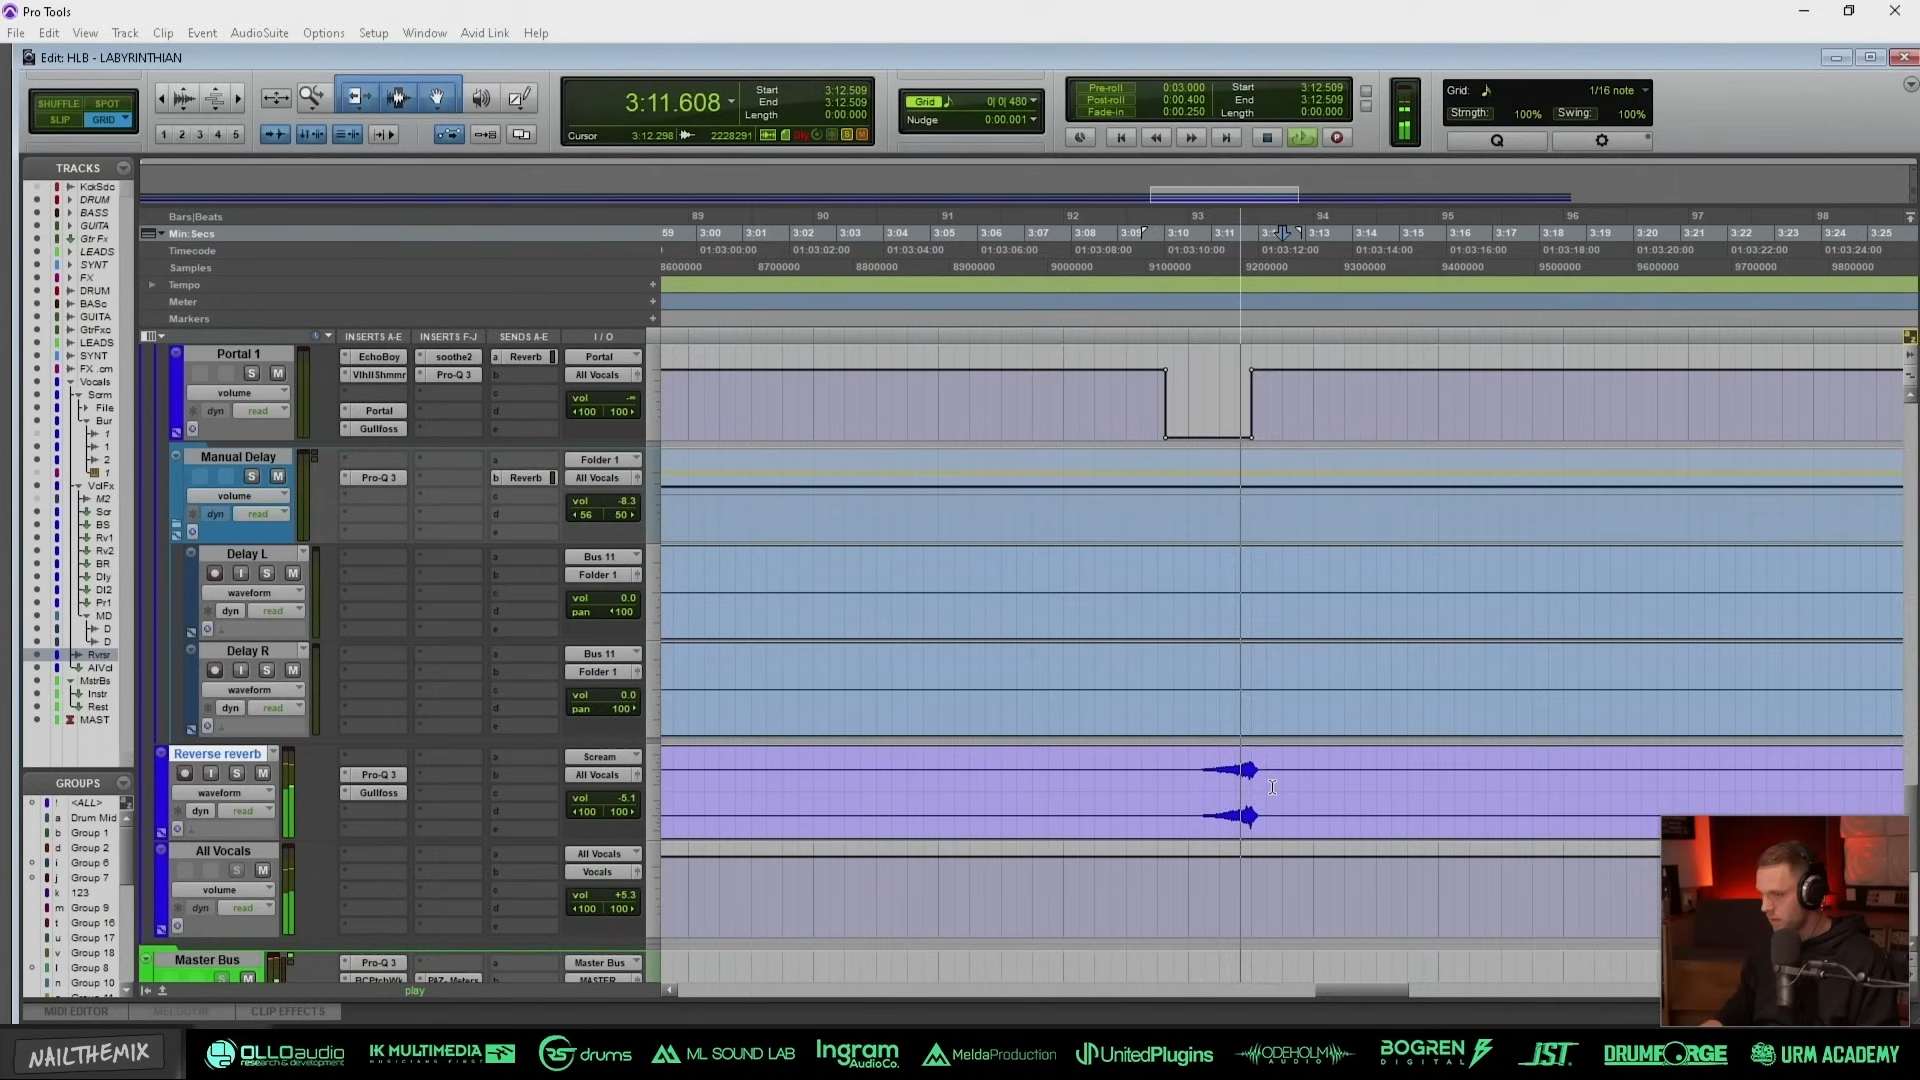 Pro Tools
File Edit View Track Clip Event AudioSuite Options Setup Window Avid Link Help
Edit: HLB - LABYRINTHIAN
SHUFFLE SPOT
SLIP GRID
1 2 3 4 5
3:11.608
Start 3:12.509
End 3:12.509
Length 0:00.000
Cursor 3:12.298 2228291 Dly S M
Grid 0| 0| 480
Nudge 0:00.001
Pre-roll 0:03.000
Post-roll 0:00.400
Fade-in 0:00.250
Start 3:12.509
End 3:12.509
Length 0:00.000
Grid: 1/16 note
Strngth: 100% Swing: 100%
Q
TRACKS
KckSdc
DRUM
BASS
GUITA
Gtr Fx
LEADS
SYNT
FX
DRUM
BASc
GUITA
GtrFxc
LEADS
SYNT
FX .cm
Vocals
Scrm
File
Bur
1
1
2
1
VclFx
M2
Scr
BS
Rv1
Rv2
BR
Dly
Dl2
Pr1
MD
D
D
Rvrsr
AlVcl
MstrBs
Instr
Rest
MAST
GROUPS
! <ALL>
a Drum Mid
b Group 1
d Group 2
i Group 6
j Group 7
k 123
m Group 9
t Group 16
u Group 17
v Group 18
l Group 8
n Group 10
Bars|Beats 89 90 91 92 93 94 95 96 97 98
Min:Secs 59 3:00 3:01 3:02 3:03 3:04 3:05 3:06 3:07 3:08 3:09 3:10 3:11 3:13 3:14 3:15 3:16 3:17 3:18 3:19 3:20 3:21 3:22 3:23 3:24 3:25
Timecode 01:03:00:00 01:03:02:00 01:03:04:00 01:03:06:00 01:03:08:00 01:03:10:00 01:03:12:00 01:03:14:00 01:03:16:00 01:03:18:00 01:03:20:00 01:03:22:00 01:03:24:00
Samples 8600000 8700000 8800000 8900000 9000000 9100000 9200000 9300000 9400000 9500000 9600000 9700000 9800000
Tempo
Meter
Markers
INSERTS A-E INSERTS F-J SENDS A-E I / O
Portal 1
S M
volume
dyn read
EchoBoy
VlhllShmmr
Portal
Gullfoss
soothe2
Pro-Q 3
a Reverb
b
c
d
e
Portal
All Vocals
vol -∞
100 100
Manual Delay
S M
volume
dyn read
Pro-Q 3
a
b Reverb
c
d
e
Folder 1
All Vocals
vol -8.3
56 50
Delay L
I S M
waveform
dyn read
a
b
c
d
e
Bus 11
Folder 1
vol 0.0
pan 100
Delay R
I S M
waveform
dyn read
a
b
c
d
e
Bus 11
Folder 1
vol 0.0
pan 100
Reverse reverb
I S M
waveform
dyn read
Pro-Q 3
Gullfoss
a
b
c
d
e
Scream
All Vocals
vol -5.1
100 100
All Vocals
S M
volume
dyn read
a
b
c
d
e
All Vocals
Vocals
vol +5.3
100 100
Master Bus
S M
Pro-Q 3
BCPtchWk
PAZ- Meters
a
Master Bus
MASTER
play
MIDI EDITOR MELODYNE CLIP EFFECTS
NAILTHEMIX
OLLO audio research & development
IK MULTIMEDIA MUSICIANS FIRST
RS drums
ML SOUND LAB
Ingram AudioCo.
MeldaProduction
UnitedPlugins
ODEHOLM AUDIO
BOGREN DIGITAL
JST
DRUMFORGE
URM ACADEMY